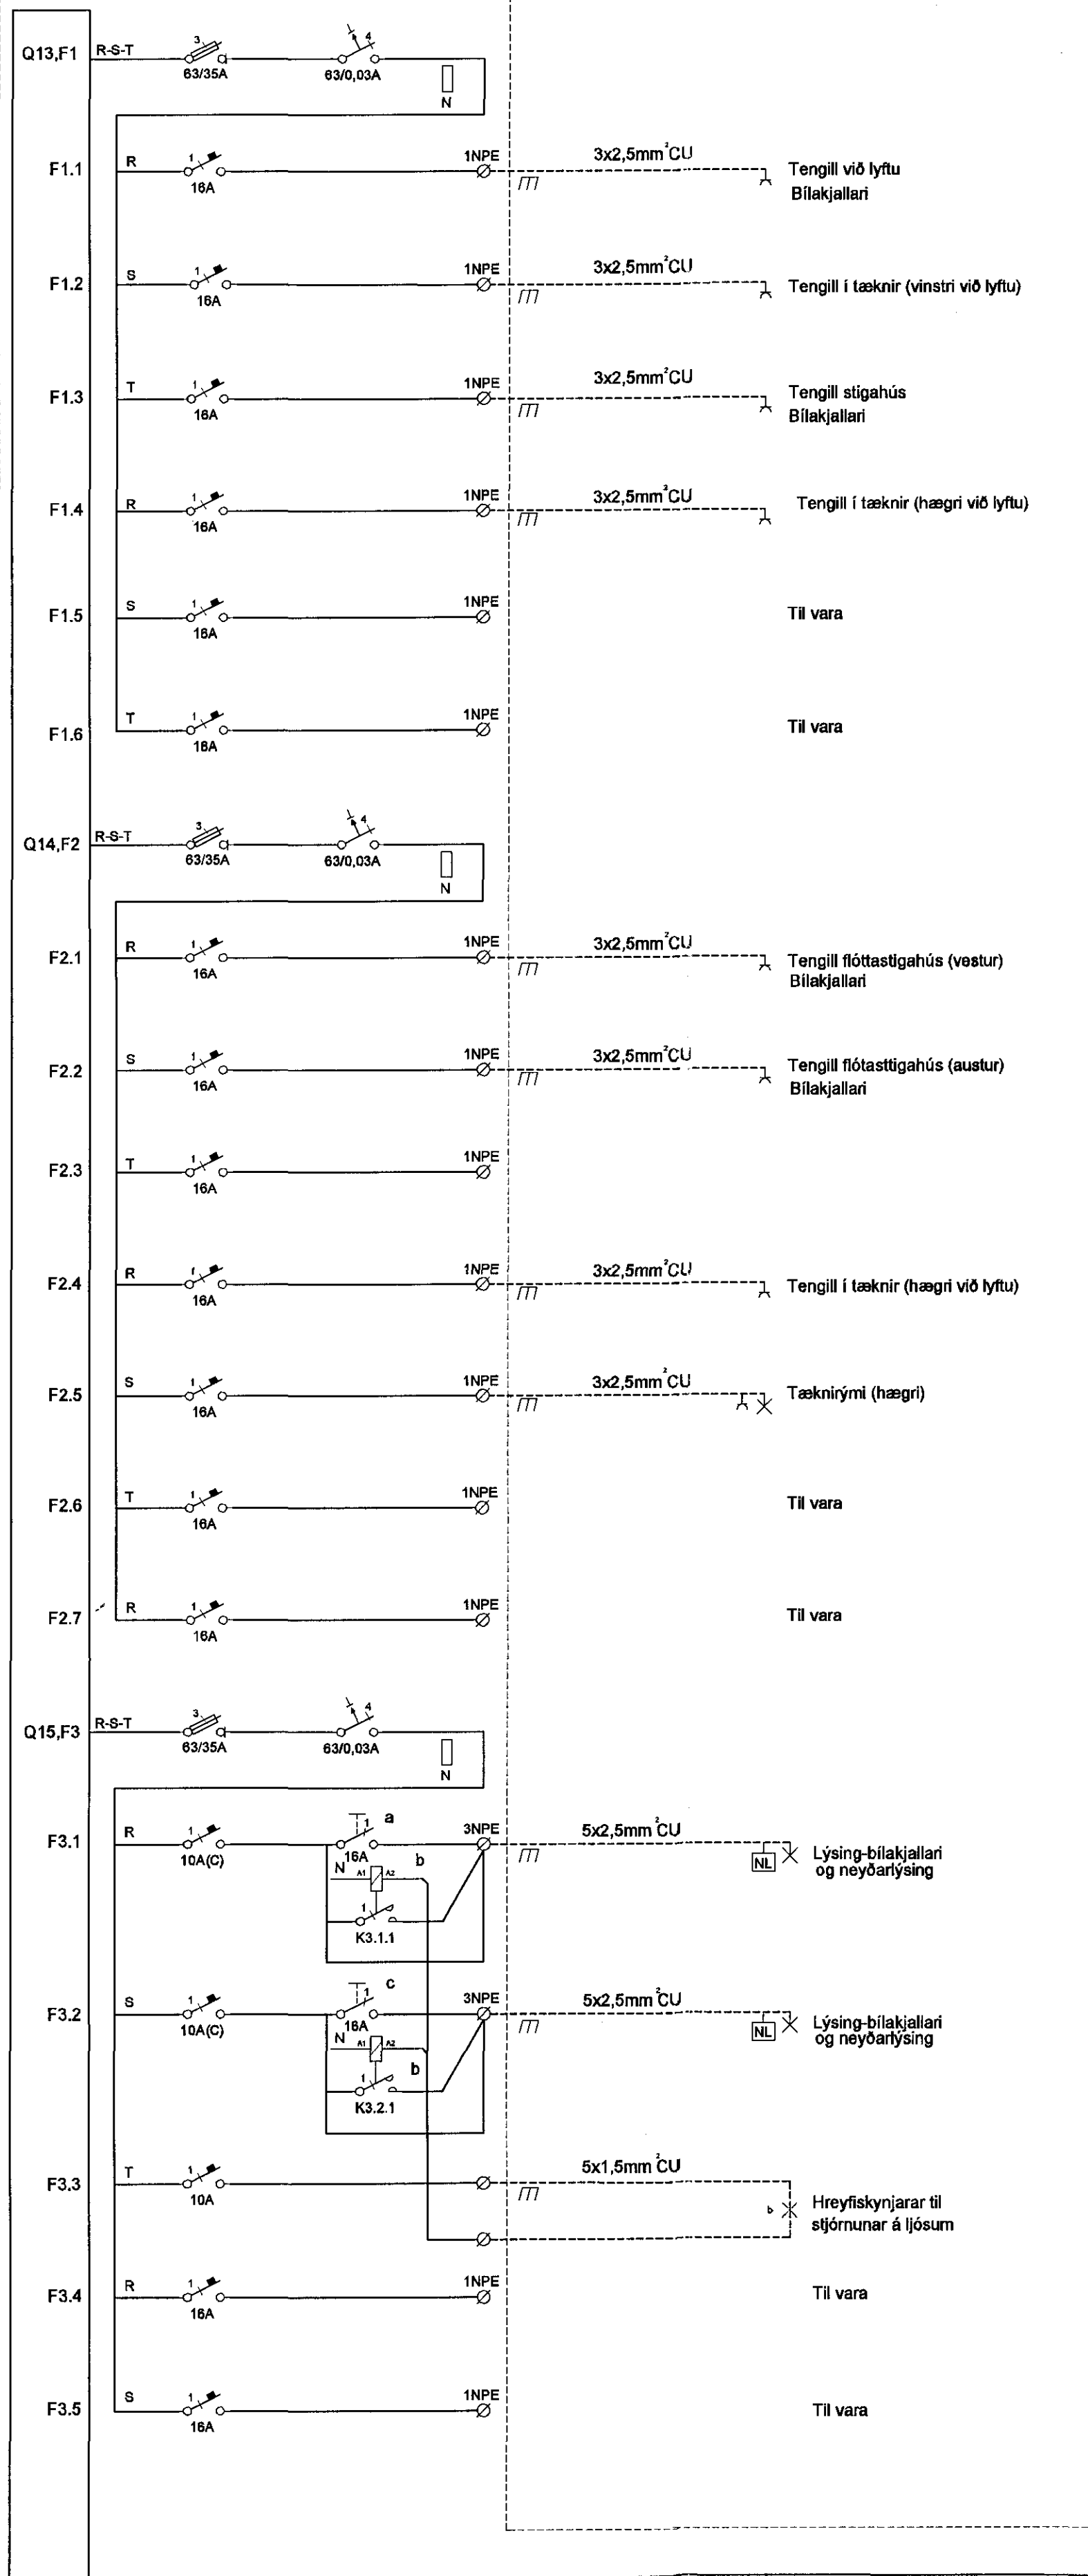 Q13,F1 R-S-T 3 63/35A 4 63/0,03A N
F1.1 R 1 16A 1NPE 3x2,5mm²CU Tengill við lyftu
Bílakjallari
F1.2 S 1 16A 1NPE 3x2,5mm²CU Tengill í tæknir (vinstri við lyftu)
F1.3 T 1 16A 1NPE 3x2,5mm²CU Tengill stigahús
Bílakjallari
F1.4 R 1 16A 1NPE 3x2,5mm²CU Tengill í tæknir (hægri við lyftu)
F1.5 S 1 16A 1NPE Til vara
F1.6 T 1 16A 1NPE Til vara
Q14,F2 R-S-T 3 63/35A 4 63/0,03A N
F2.1 R 1 16A 1NPE 3x2,5mm²CU Tengill flóttastigahús (vestur)
Bílakjallari
F2.2 S 1 16A 1NPE 3x2,5mm²CU Tengill flótasttigahús (austur)
Bílakjallari
F2.3 T 1 16A 1NPE
F2.4 R 1 16A 1NPE 3x2,5mm²CU Tengill í tæknir (hægri við lyftu)
F2.5 S 1 16A 1NPE 3x2,5mm²CU Tæknirými (hægri)
F2.6 T 1 16A 1NPE Til vara
F2.7 R 1 16A 1NPE Til vara
Q15,F3 R-S-T 3 63/35A 4 63/0,03A N
F3.1 R 1 10A(C) 1 a 16A 3NPE 5x2,5mm²CU NL Lýsing-bílakjallari
og neyðarlýsing
N A1 A2 b
1 K3.1.1
F3.2 S 1 10A(C) 1 c 16A 3NPE 5x2,5mm²CU NL Lýsing-bílakjallari
og neyðarlýsing
N A1 A2 b
1 K3.2.1
F3.3 T 1 10A 5x1,5mm²CU b Hreyfiskynjarar til
stjórnunar á ljósum
F3.4 R 1 16A 1NPE Til vara
F3.5 S 1 16A 1NPE Til vara